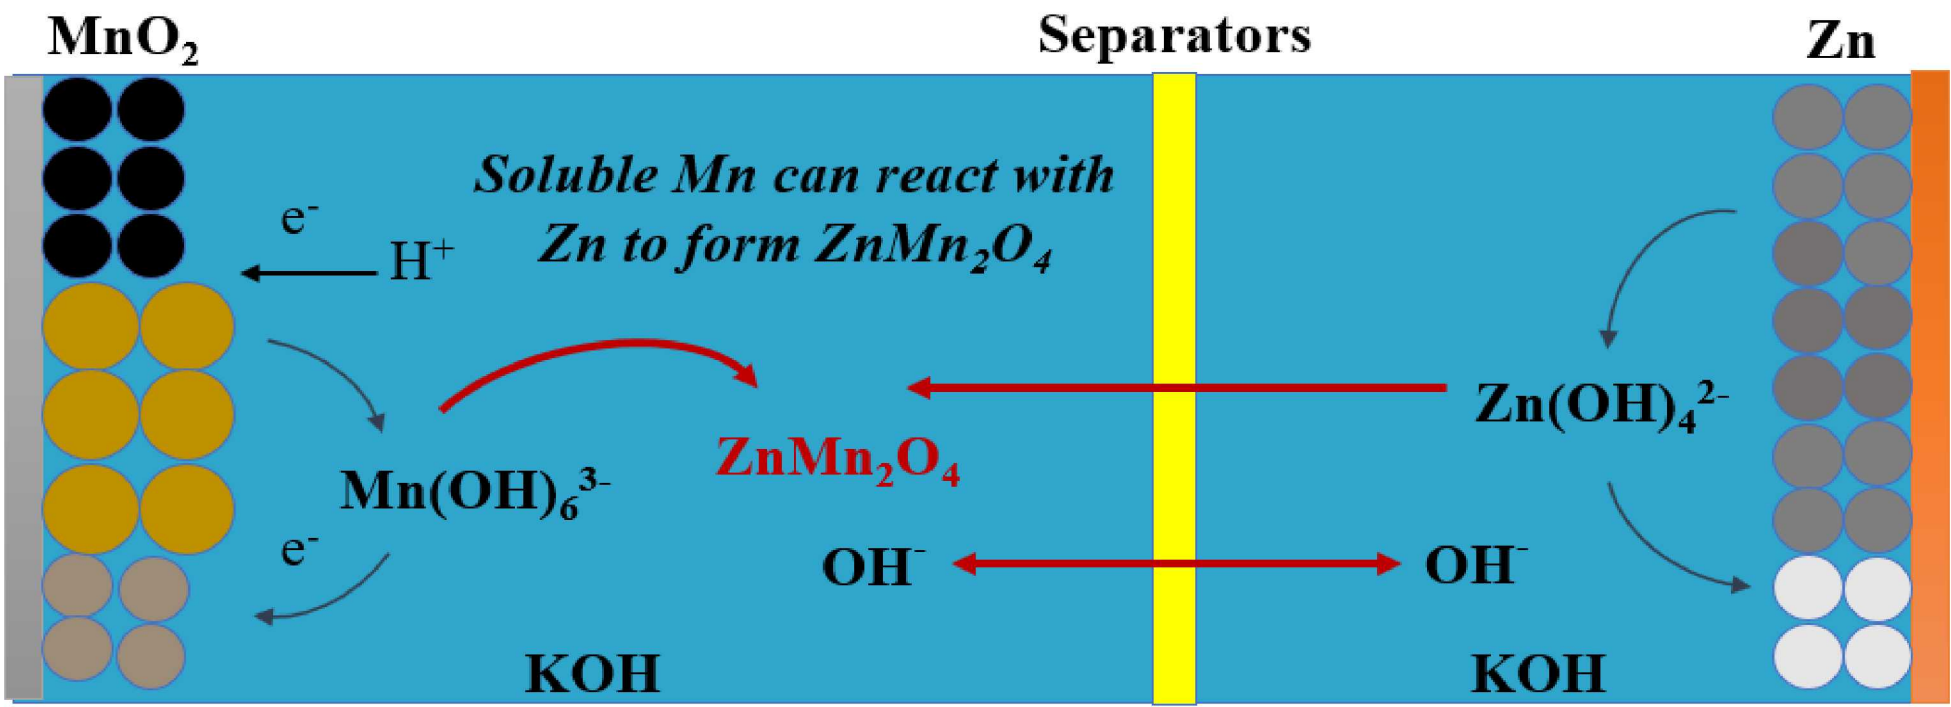 MnO₂
Separators
Zn
Soluble Mn can react with
Zn to form ZnMn₂O₄
e⁻
H⁺
Zn(OH)₄²⁻
ZnMn₂O₄
Mn(OH)₆³⁻
e⁻
OH⁻
OH⁻
KOH
KOH